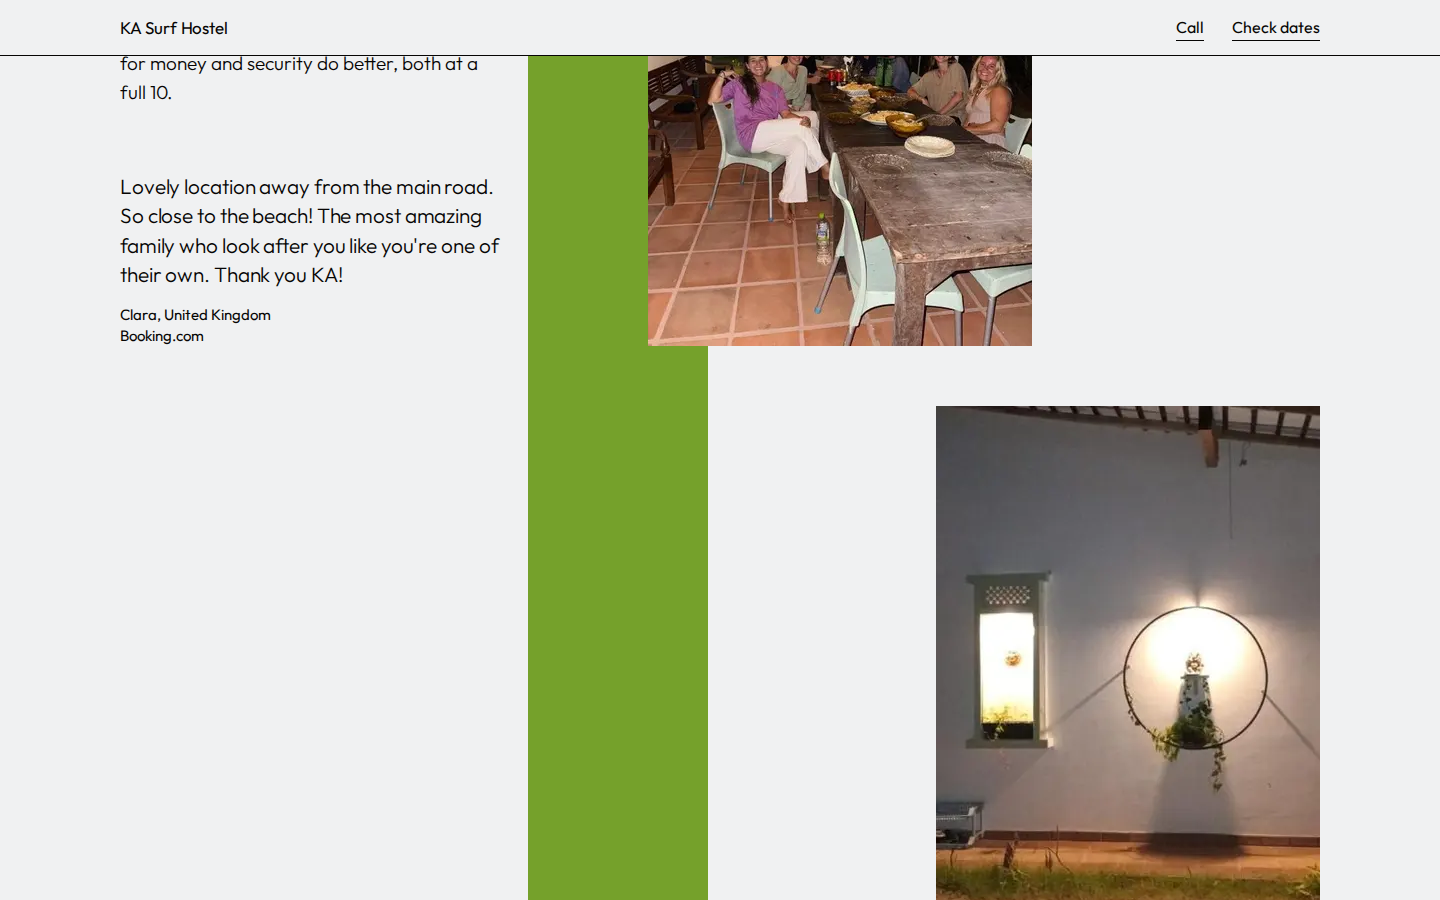 KA Surf Hostel
Call
Check dates
for money and security do better, both at a
full 10.
Lovely location away from the main road.
So close to the beach! The most amazing
family who look after you like you're one of
their own. Thank you KA!
Clara, United Kingdom
Booking.com